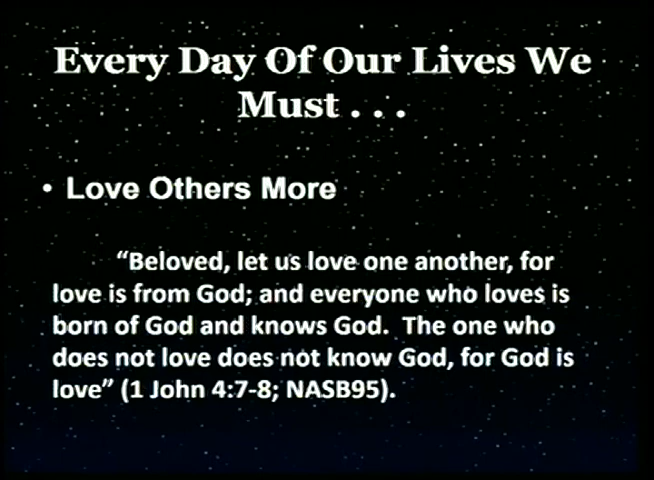 Every Day Of Our Lives We
Must . . .
• Love Others More
“Beloved, let us love one another, for
love is from God; and everyone who loves is
born of God and knows God.  The one who
does not love does not know God, for God is
love” (1 John 4:7-8; NASB95).